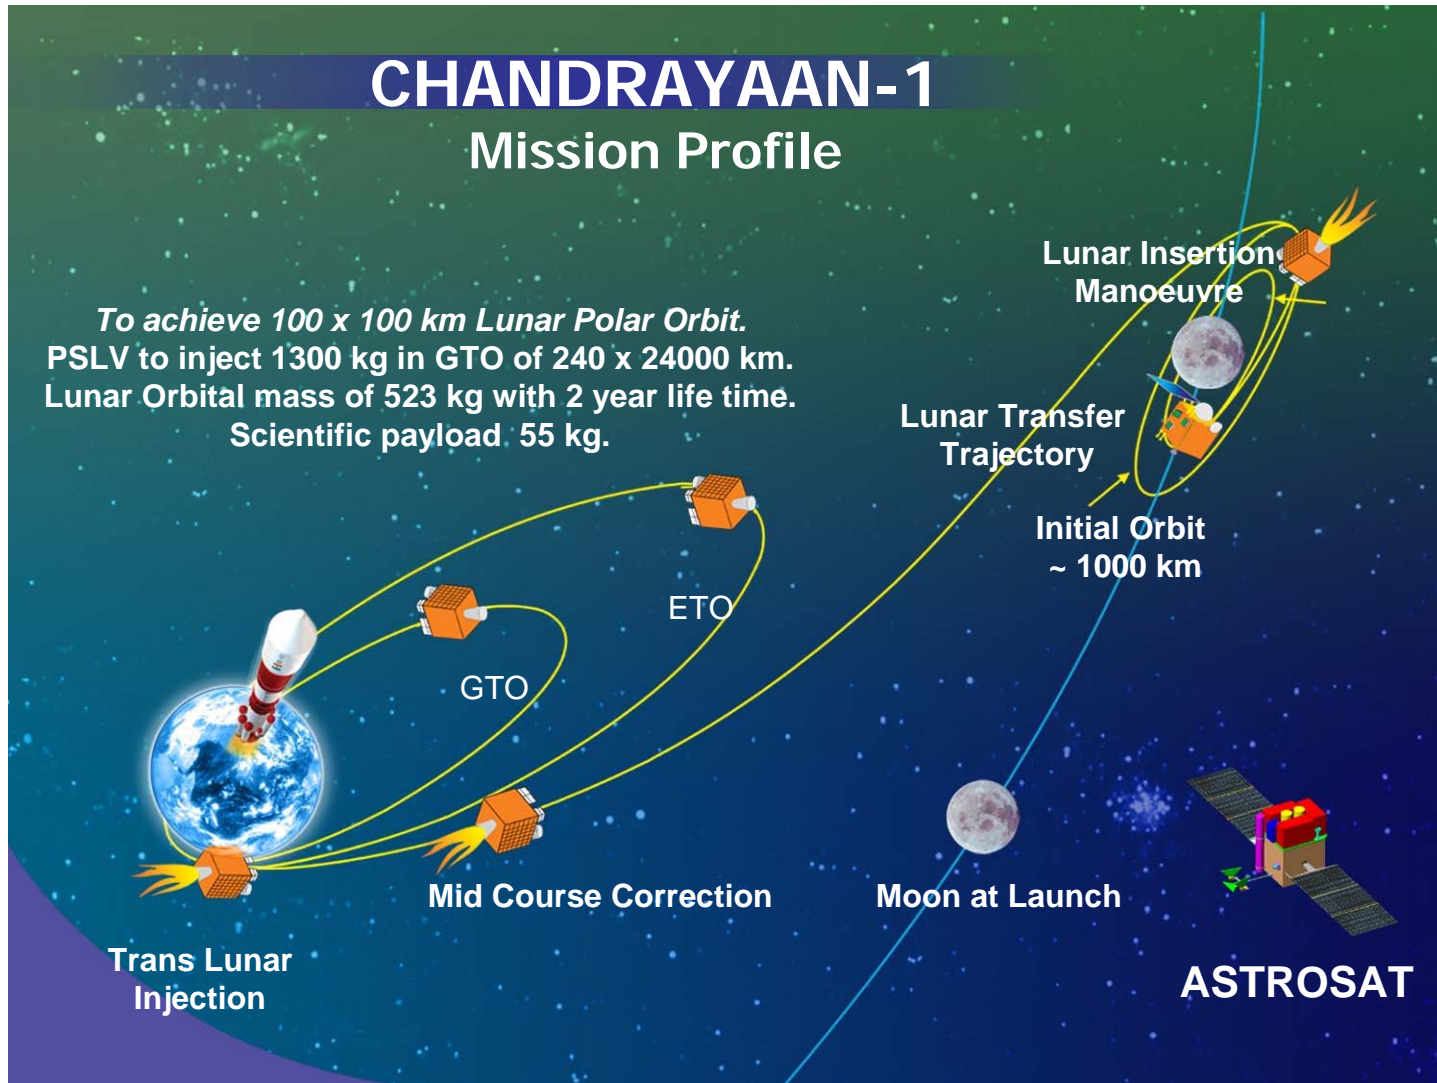 CHANDRAYAAN-1
Mission Profile
To achieve 100 x 100 km Lunar Polar Orbit.
PSLV to inject 1300 kg in GTO of 240 x 24000 km.
Lunar Orbital mass of 523 kg with 2 year life time.
Scientific payload 55 kg.
Lunar Insertion
Manoeuvre
Lunar Transfer
Trajectory
Initial Orbit
~ 1000 km
ETO
GTO
Mid Course Correction
Moon at Launch
Trans Lunar
Injection
ASTROSAT